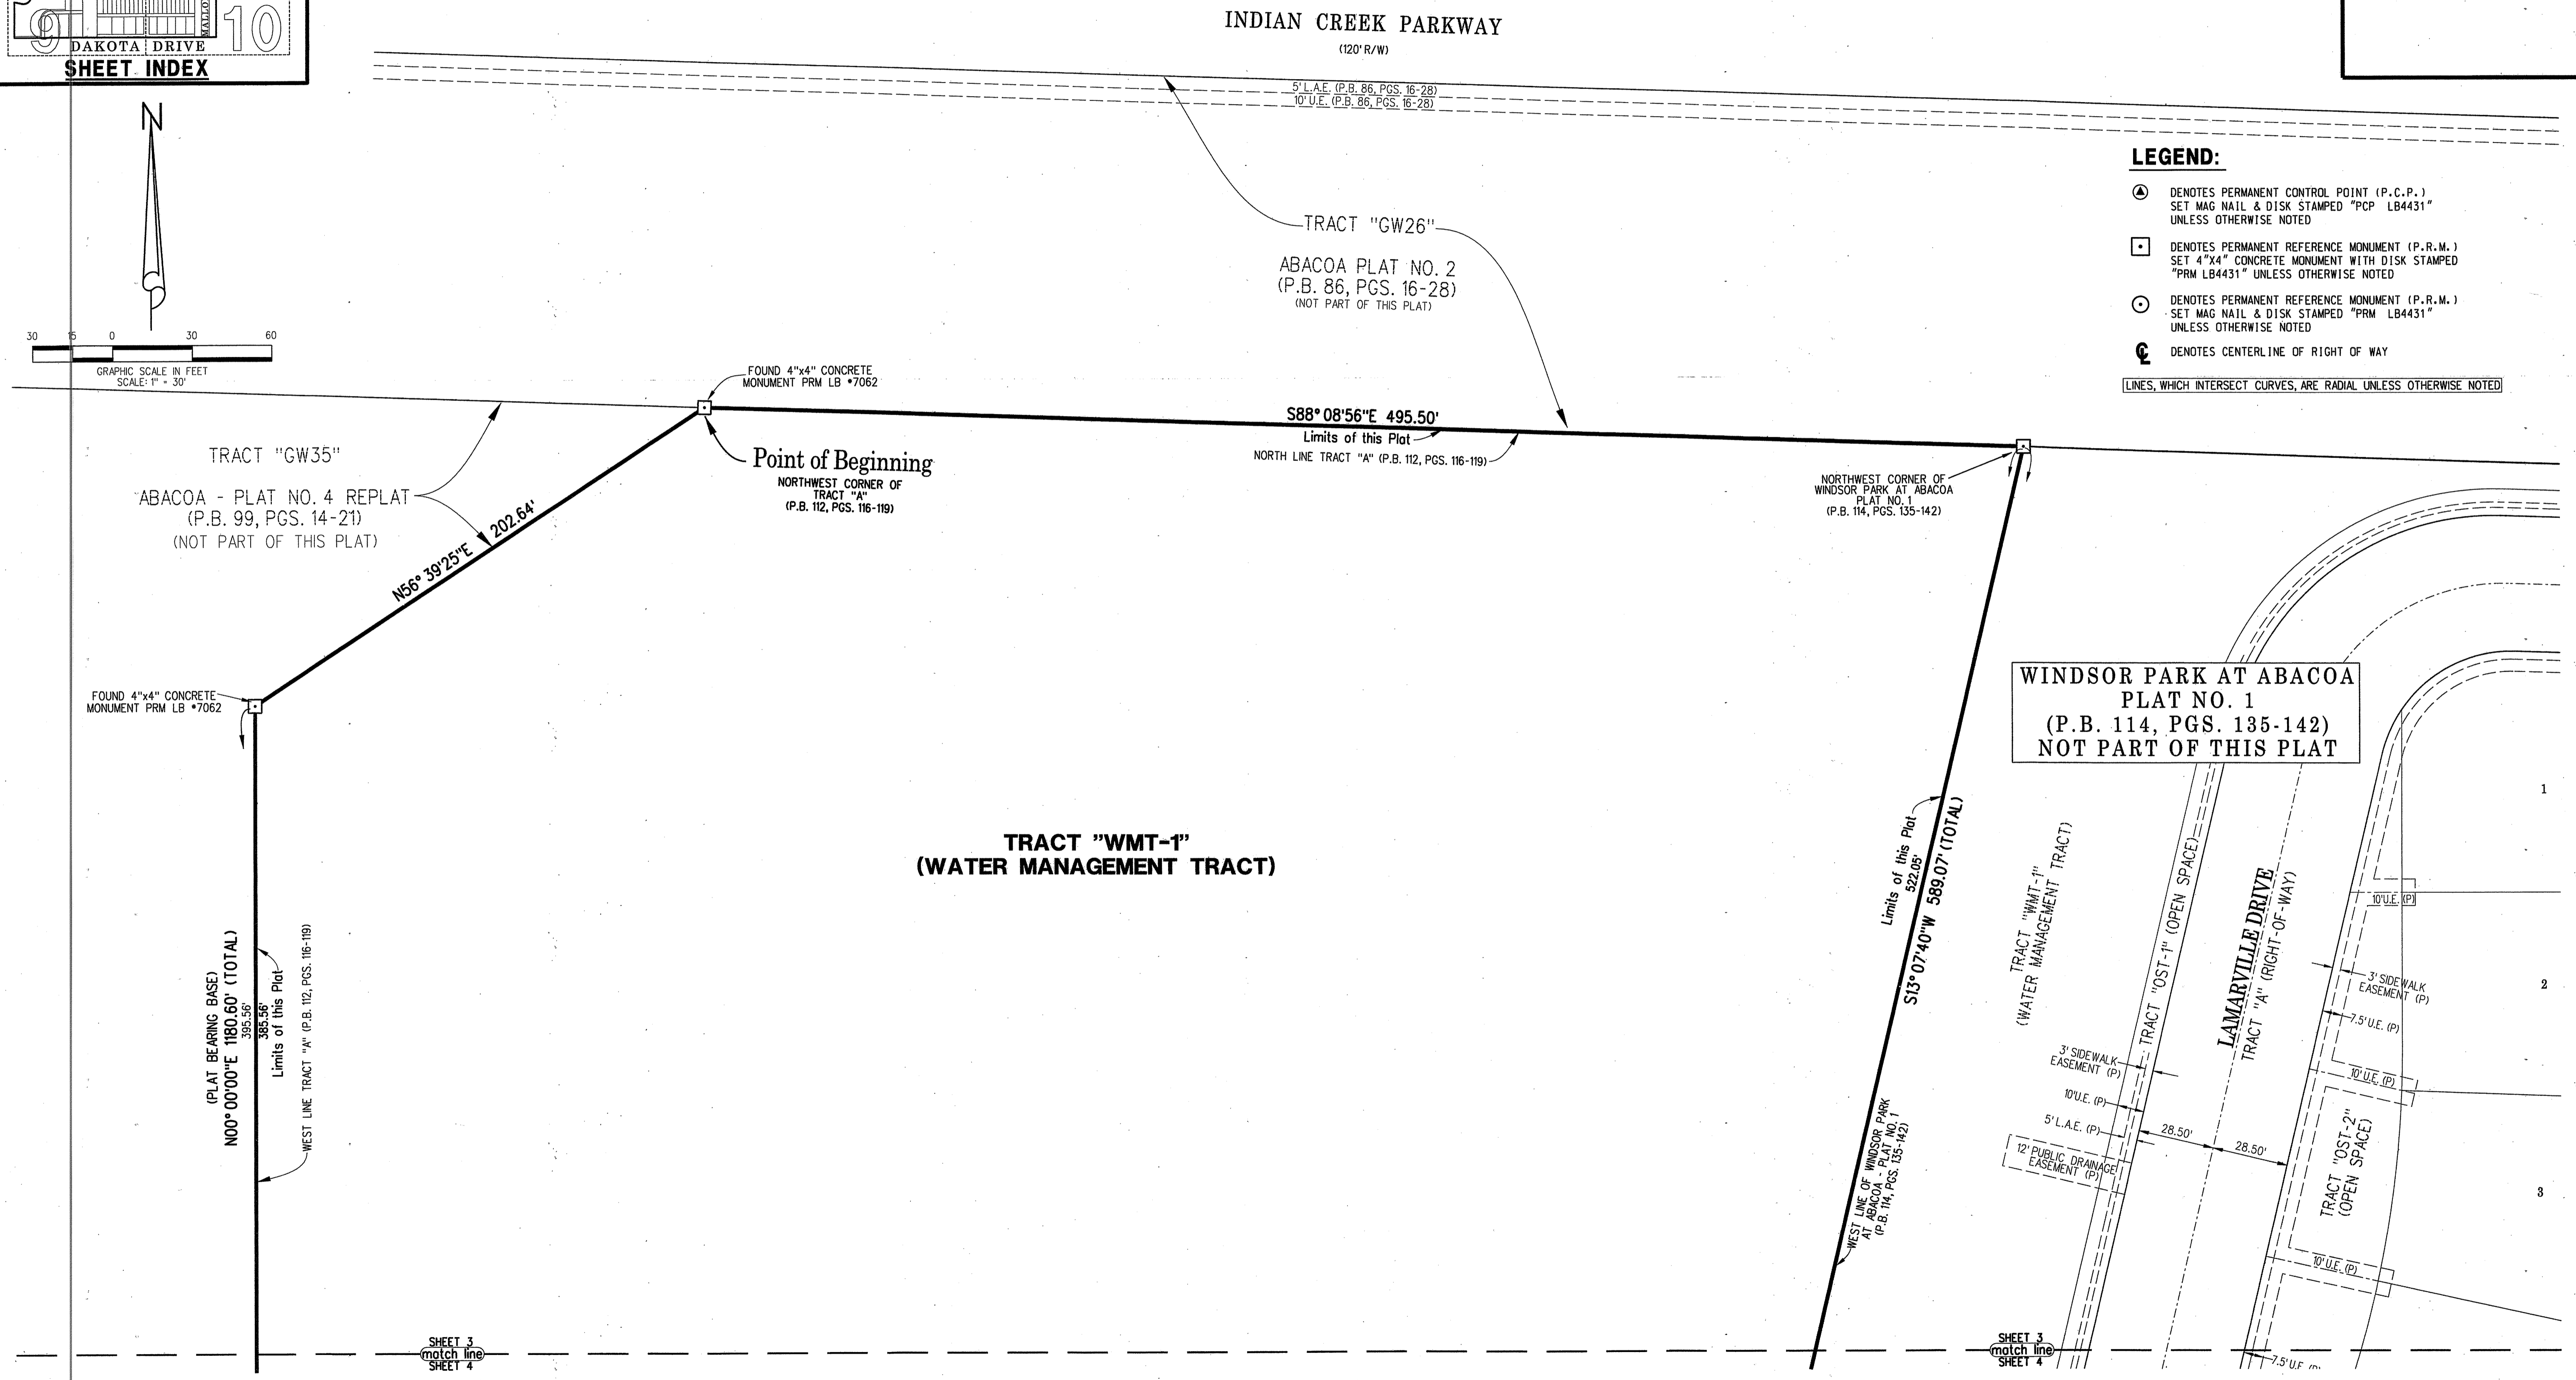 9
10
MALLO
DAKOTA DRIVE
SHEET INDEX
INDIAN CREEK PARKWAY
(120' R/W)
5' L.A.E. (P.B. 86, PGS. 16-28)
10' U.E. (P.B. 86, PGS. 16-28)
N
30 15 0 30 60
GRAPHIC SCALE IN FEET
SCALE: 1" = 30'
TRACT "GW26"
ABACOA PLAT NO. 2
(P.B. 86, PGS. 16-28)
(NOT PART OF THIS PLAT)
LEGEND:
DENOTES PERMANENT CONTROL POINT (P.C.P.)
SET MAG NAIL & DISK STAMPED "PCP LB4431"
UNLESS OTHERWISE NOTED
DENOTES PERMANENT REFERENCE MONUMENT (P.R.M.)
SET 4"X4" CONCRETE MONUMENT WITH DISK STAMPED
"PRM LB4431" UNLESS OTHERWISE NOTED
DENOTES PERMANENT REFERENCE MONUMENT (P.R.M.)
SET MAG NAIL & DISK STAMPED "PRM LB4431"
UNLESS OTHERWISE NOTED
℄ DENOTES CENTERLINE OF RIGHT OF WAY
LINES, WHICH INTERSECT CURVES, ARE RADIAL UNLESS OTHERWISE NOTED
FOUND 4"x4" CONCRETE
MONUMENT PRM LB #7062
S88°08'56"E 495.50'
Limits of this Plat
NORTH LINE TRACT "A" (P.B. 112, PGS. 116-119)
Point of Beginning
NORTHWEST CORNER OF
TRACT "A"
(P.B. 112, PGS. 116-119)
NORTHWEST CORNER OF
WINDSOR PARK AT ABACOA
PLAT NO. 1
(P.B. 114, PGS. 135-142)
TRACT "GW35"
ABACOA - PLAT NO. 4 REPLAT
(P.B. 99, PGS. 14-21)
(NOT PART OF THIS PLAT)
N56°39'25"E 202.64'
FOUND 4"x4" CONCRETE
MONUMENT PRM LB #7062
WINDSOR PARK AT ABACOA
PLAT NO. 1
(P.B. 114, PGS. 135-142)
NOT PART OF THIS PLAT
TRACT "WMT-1"
(WATER MANAGEMENT TRACT)
(PLAT BEARING BASE)
N00°00'00"E 1180.60' (TOTAL)
395.56'
385.56'
Limits of this Plat
WEST LINE TRACT "A" (P.B. 112, PGS. 116-119)
Limits of this Plat
522.05'
S13°07'40"W 589.07' (TOTAL)
WEST LINE OF WINDSOR PARK
AT ABACOA - PLAT NO. 1
(P.B. 114, PGS. 135-142)
TRACT "WMT-1"
(WATER MANAGEMENT TRACT)
TRACT "OST-1" (OPEN SPACE)
LAMARVILLE DRIVE
TRACT "A" (RIGHT-OF-WAY)
1
10'U.E. (P)
2
3' SIDEWALK
EASEMENT (P)
7.5' U.E. (P)
3' SIDEWALK
EASEMENT (P)
10'U.E. (P)
5' L.A.E. (P)
12' PUBLIC DRAINAGE
EASEMENT (P)
28.50'
28.50'
10' U.E. (P)
TRACT "OST-2"
(OPEN SPACE)
3
10' U.E. (P)
SHEET 3
match line
SHEET 4
SHEET 3
match line
SHEET 4
7.5' U.E.